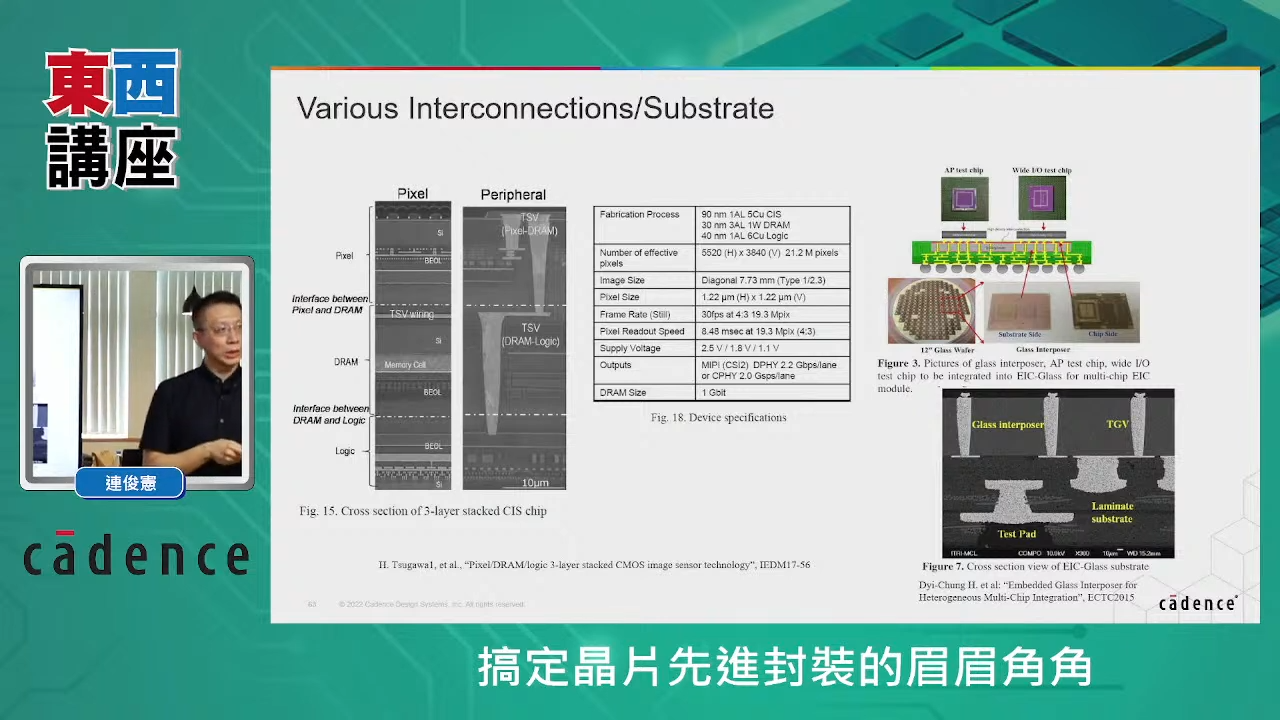 東西
講座
連俊憲
cādence
Various Interconnections/Substrate
Pixel
Peripheral
TSV
(Pixel-DRAM)
Si
Pixel
BEOL
Interface between
Pixel and DRAM
TSV wiring
TSV
(DRAM-Logic)
Si
DRAM
Memory Cell
BEOL
Interface between
DRAM and Logic
Logic
BEOL
Si
10μm
Fig. 15. Cross section of 3-layer stacked CIS chip
Fabrication Process
90 nm 1AL 5Cu CIS
30 nm 3AL 1W DRAM
40 nm 1AL 6Cu Logic
Number of effective
pixels
5520 (H) x 3840 (V) 21.2 M pixels
Image Size
Diagonal 7.73 mm (Type 1/2.3)
Pixel Size
1.22 μm (H) x 1.22 μm (V)
Frame Rate (Still)
30fps at 4:3 19.3 Mpix
Pixel Readout Speed
8.48 msec at 19.3 Mpix (4:3)
Supply Voltage
2.5 V / 1.8 V / 1.1 V
Outputs
MIPI (CSI2) DPHY 2.2 Gbps/lane
or CPHY 2.0 Gsps/lane
DRAM Size
1 Gbit
Fig. 18. Device specifications
H. Tsugawa1, et al., “Pixel/DRAM/logic 3-layer stacked CMOS image sensor technology”, IEDM17-56
AP test chip
Wide I/O test chip
Substrate Side
Chip Side
12" Glass Wafer
Glass Interposer
Figure 3. Pictures of glass interposer, AP test chip, wide I/O
test chip to be integrated into EIC-Glass for multi-chip EIC
module.
Glass interposer
TGV
Laminate
substrate
Test Pad
ITRI-MCL COMPO 10.0kV X300 10μm WD 15.2mm
Figure 7. Cross section view of EIC-Glass substrate
Dyi-Chung H. et al: “Embedded Glass Interposer for
Heterogeneous Multi-Chip Integration”, ECTC2015
© 2022 Cadence Design Systems, Inc. All rights reserved.
cādence®
搞定晶片先進封裝的眉眉角角